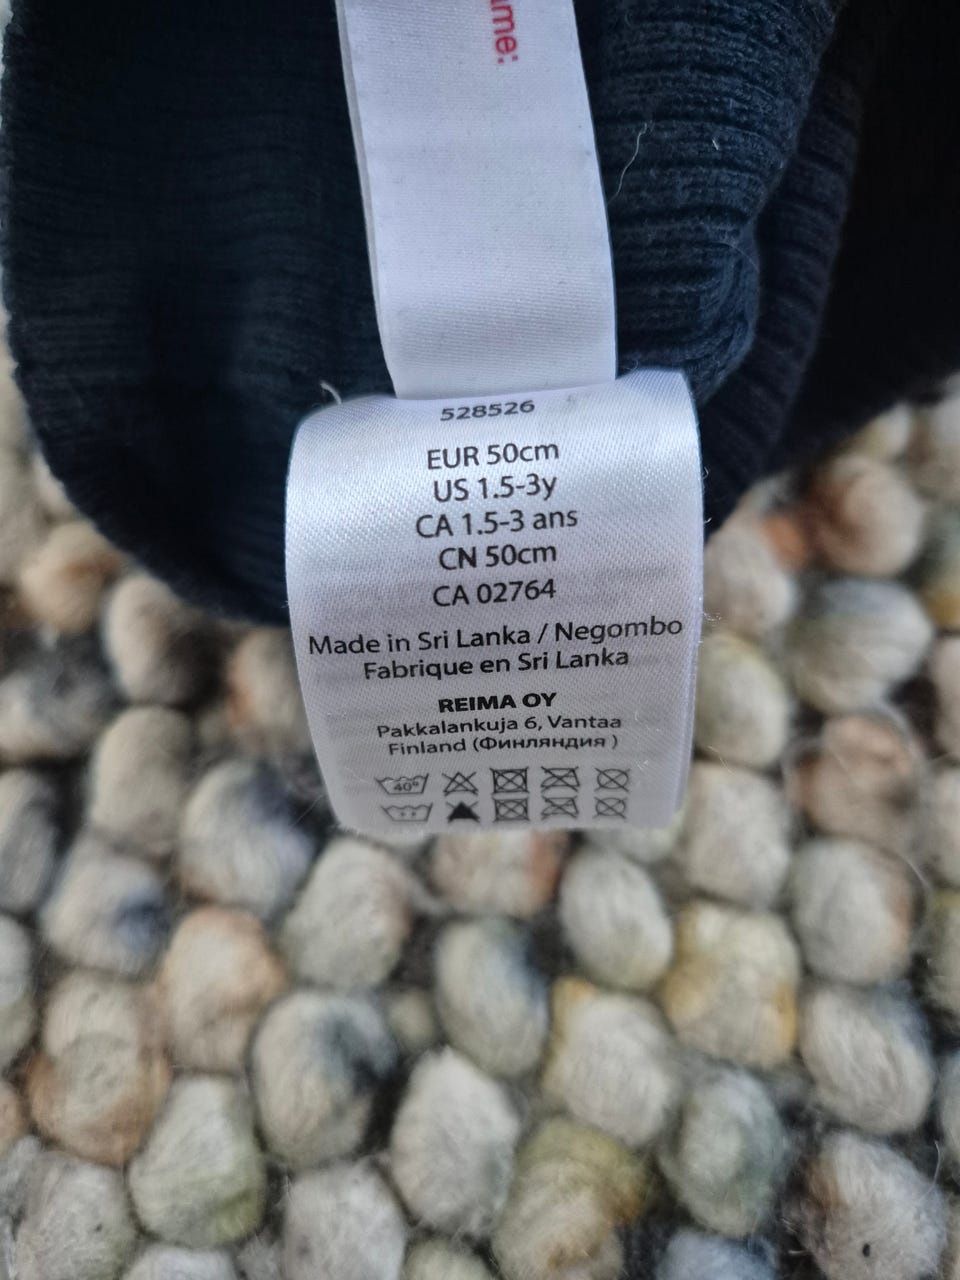 528526
EUR 50cm
US 1.5-3y
CA 1.5-3 ans
CN 50cm
CA 02764
Made in Sri Lanka / Negombo
Fabrique en Sri Lanka
REIMA OY
Pakkalankuja 6, Vantaa
Finland (Финляндия )
40°